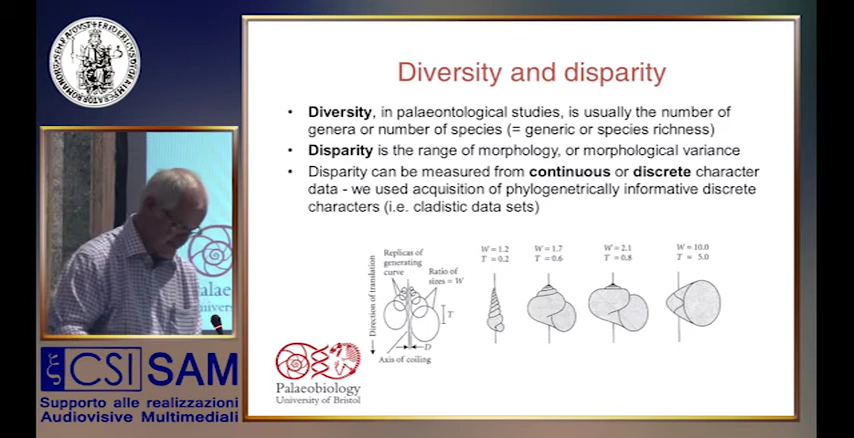 Diversity and disparity
• Diversity, in palaeontological studies, is usually the number of
genera or number of species (= generic or species richness)
• Disparity is the range of morphology, or morphological variance
• Disparity can be measured from continuous or discrete character
data - we used acquisition of phylogenetrically informative discrete
characters (i.e. cladistic data sets)
Direction of translation
Replicas of
generating
curve
Ratio of
sizes = W
T
D
Axis of coiling
W = 1.2
T = 0.2
W = 1.7
T = 0.6
W = 2.1
T = 0.8
W = 10.0
T = 5.0
Palaeobiology
University of Bristol
CSI SAM
Supporto alle realizzazioni
Audiovisive Multimediali